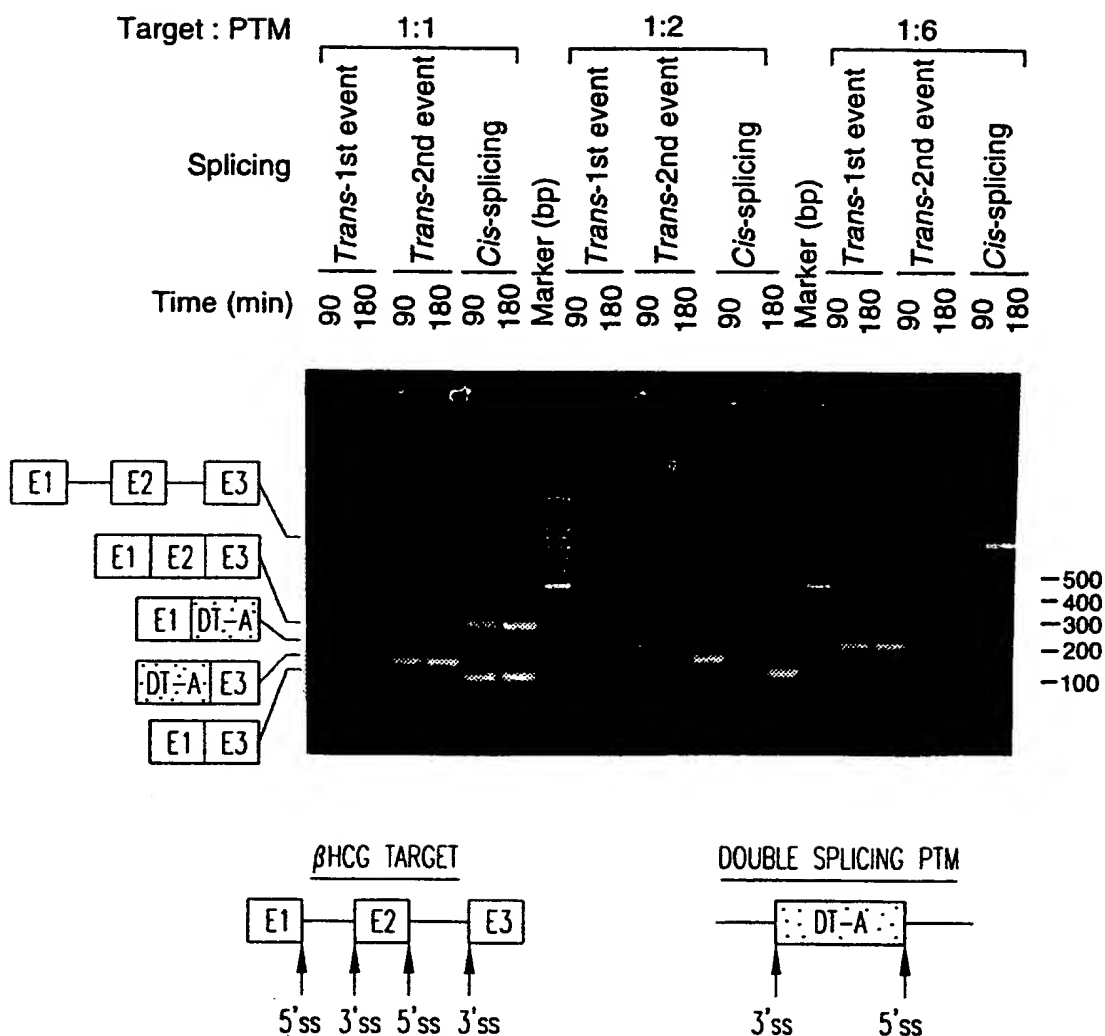 Target : PTM 1:1 1:2 1:6
Splicing Trans-1st event Trans-2nd event Cis-splicing Marker (bp) Trans-1st event Trans-2nd event Cis-splicing Marker (bp) Trans-1st event Trans-2nd event Cis-splicing
Time (min) 90 180 90 180 90 180 90 180 90 180 90 180 90 180 90 180 90 180
E1 E2 E3
E1 E2 E3
E1 DT-A
DT-A E3
E1 E3
-500
-400
-300
-200
-100
βHCG TARGET
E1 E2 E3
5'ss 3'ss 5'ss 3'ss
DOUBLE SPLICING PTM
DT-A
3'ss 5'ss